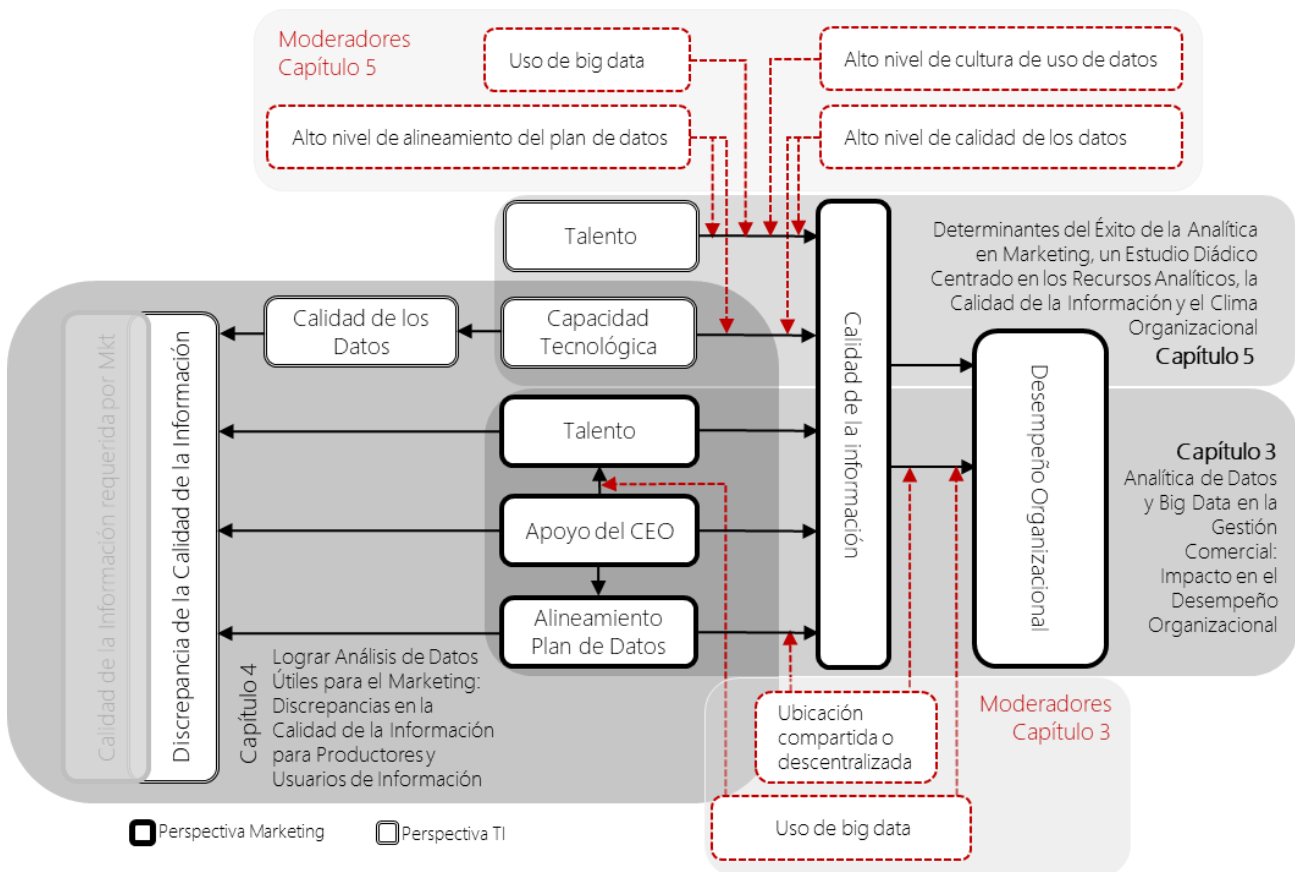 Moderadores
Capítulo 5
Uso de big data
Alto nivel de cultura de uso de datos
Alto nivel de alineamiento del plan de datos
Alto nivel de calidad de los datos
Talento
Determinantes del Éxito de la Analítica
en Marketing, un Estudio Diádico
Centrado en los Recursos Analíticos, la
Calidad de la Información y el Clima
Organizacional
Capítulo 5
Calidad de los
Datos
Capacidad
Tecnológica
Calidad de la Información requerida por Mkt
Discrepancia de la Calidad de la Información
Calidad de la información
Desempeño Organizacional
Talento
Apoyo del CEO
Alineamiento
Plan de Datos
Capítulo 3
Analítica de Datos
y Big Data en la
Gestión
Comercial:
Impacto en el
Desempeño
Organizacional
Capítulo 4
Lograr Análisis de Datos
Útiles para el Marketing:
Discrepancias en la
Calidad de la Información
para Productores y
Usuarios de Información
Ubicación
compartida o
descentralizada
Moderadores
Capítulo 3
Uso de big data
Perspectiva Marketing
Perspectiva TI